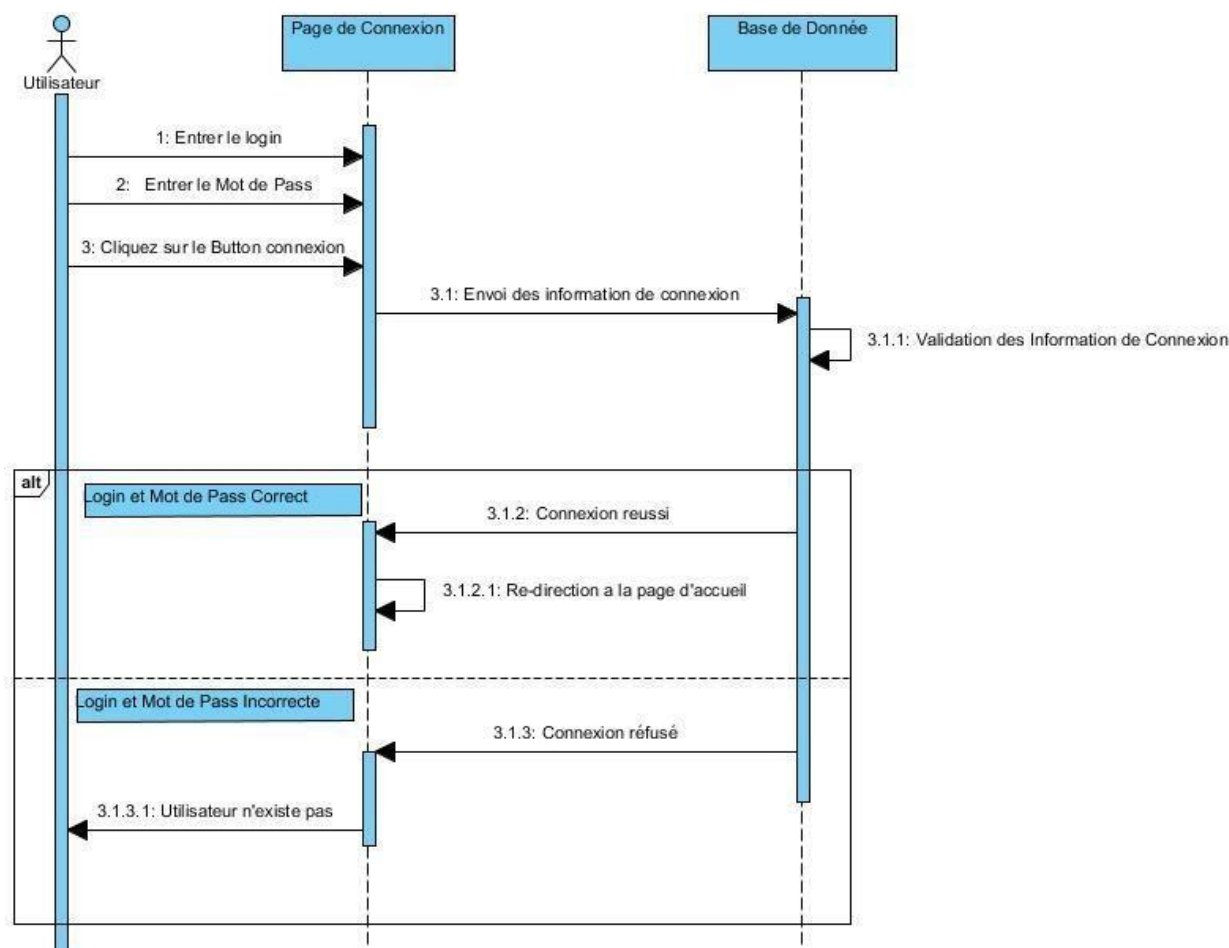 Page de Connexion
Base de Donnée
Utilisateur
1: Entrer le login
2: Entrer le Mot de Pass
3: Cliquez sur le Button connexion
3.1: Envoi des information de connexion
3.1.1: Validation des Information de Connexion
alt
Login et Mot de Pass Correct
3.1.2: Connexion reussi
3.1.2.1: Re-direction a la page d'accueil
Login et Mot de Pass Incorrecte
3.1.3: Connexion réfusé
3.1.3.1: Utilisateur n'existe pas